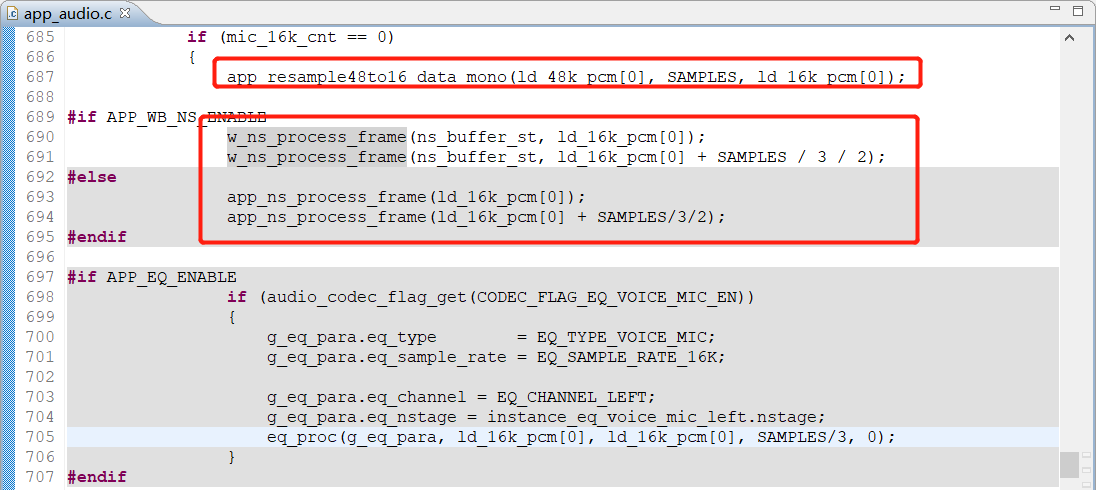 app_audio.c
685 if (mic_16k_cnt == 0)
686 {
687 app_resample48to16_data_mono(ld_48k_pcm[0], SAMPLES, ld_16k_pcm[0]);
688
689 #if APP_WB_NS_ENABLE
690 w_ns_process_frame(ns_buffer_st, ld_16k_pcm[0]);
691 w_ns_process_frame(ns_buffer_st, ld_16k_pcm[0] + SAMPLES / 3 / 2);
692 #else
693 app_ns_process_frame(ld_16k_pcm[0]);
694 app_ns_process_frame(ld_16k_pcm[0] + SAMPLES/3/2);
695 #endif
696
697 #if APP_EQ_ENABLE
698 if (audio_codec_flag_get(CODEC_FLAG_EQ_VOICE_MIC_EN))
699 {
700 g_eq_para.eq_type = EQ_TYPE_VOICE_MIC;
701 g_eq_para.eq_sample_rate = EQ_SAMPLE_RATE_16K;
702
703 g_eq_para.eq_channel = EQ_CHANNEL_LEFT;
704 g_eq_para.eq_nstage = instance_eq_voice_mic_left.nstage;
705 eq_proc(g_eq_para, ld_16k_pcm[0], ld_16k_pcm[0], SAMPLES/3, 0);
706 }
707 #endif